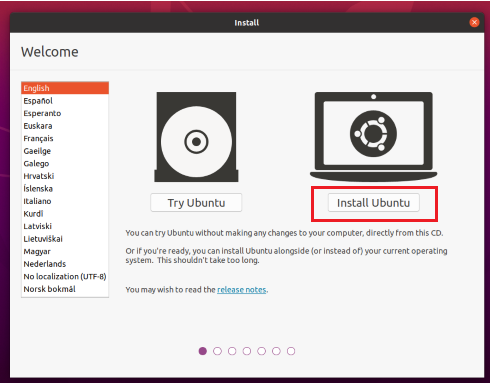 Install
Welcome
English
Español
Esperanto
Euskara
Français
Gaeilge
Galego
Hrvatski
Íslenska
Italiano
Kurdî
Latviski
Lietuviškai
Magyar
Nederlands
No localization (UTF-8)
Norsk bokmål
Try Ubuntu
Install Ubuntu
You can try Ubuntu without making any changes to your computer, directly from this CD.
Or if you're ready, you can install Ubuntu alongside (or instead of) your current operating
system. This shouldn't take too long.
You may wish to read the release notes.